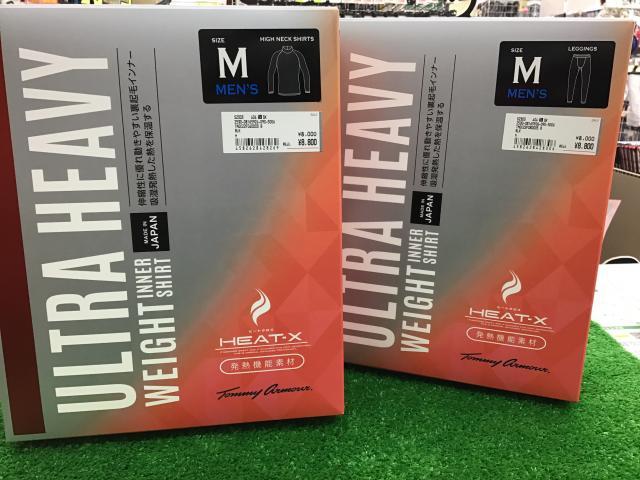 ULTRA HEAVY
WEIGHT INNER SHIRT
MADE IN JAPAN
伸縮性に優れ動きやすい裏起毛インナー
吸湿発熱した熱を保温する
SIZE
M
MEN'S
HIGH NECK SHIRTS
¥8,000
¥8,800
HEAT-X
発熱機能素材
Tommy Armour.
ULTRA HEAVY
WEIGHT INNER SHIRT
MADE IN JAPAN
伸縮性に優れ動きやすい裏起毛インナー
吸湿発熱した熱を保温する
SIZE
M
MEN'S
LEGGINGS
¥8,000
¥8,800
HEAT-X
発熱機能素材
Tommy Armour.